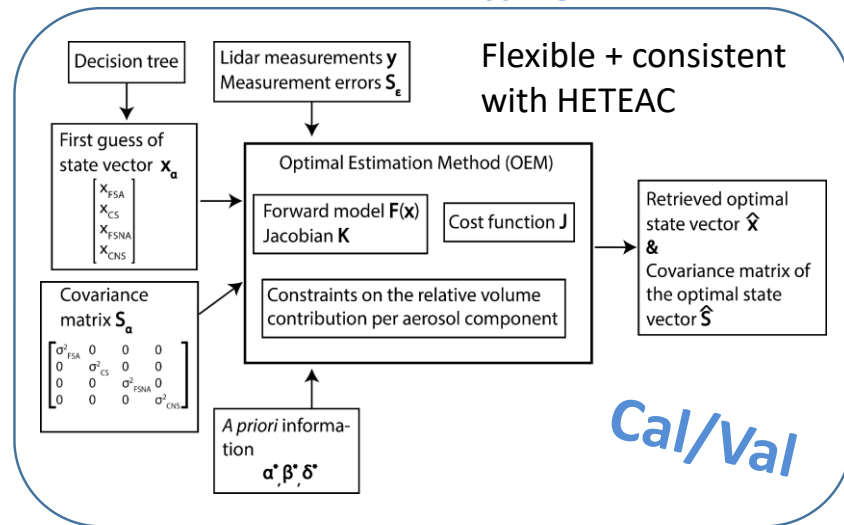 Decision tree
Lidar measurements y
Measurement errors Sε
Flexible + consistent
with HETEAC
First guess of
state vector xα
[xFSA
xCS
xFSNA
xCNS]
Optimal Estimation Method (OEM)
Forward model F(x)
Jacobian K
Cost function J
Constraints on the relative volume
contribution per aerosol component
Retrieved optimal
state vector x̂
&
Covariance matrix of
the optimal state
vector Ŝ
Covariance
matrix Sα
[σ²FSA 0 0 0
0 σ²CS 0 0
0 0 σ²FSNA 0
0 0 0 σ²CNS]
A priori informa-
tion
α*, β*, δ*
Cal/Val